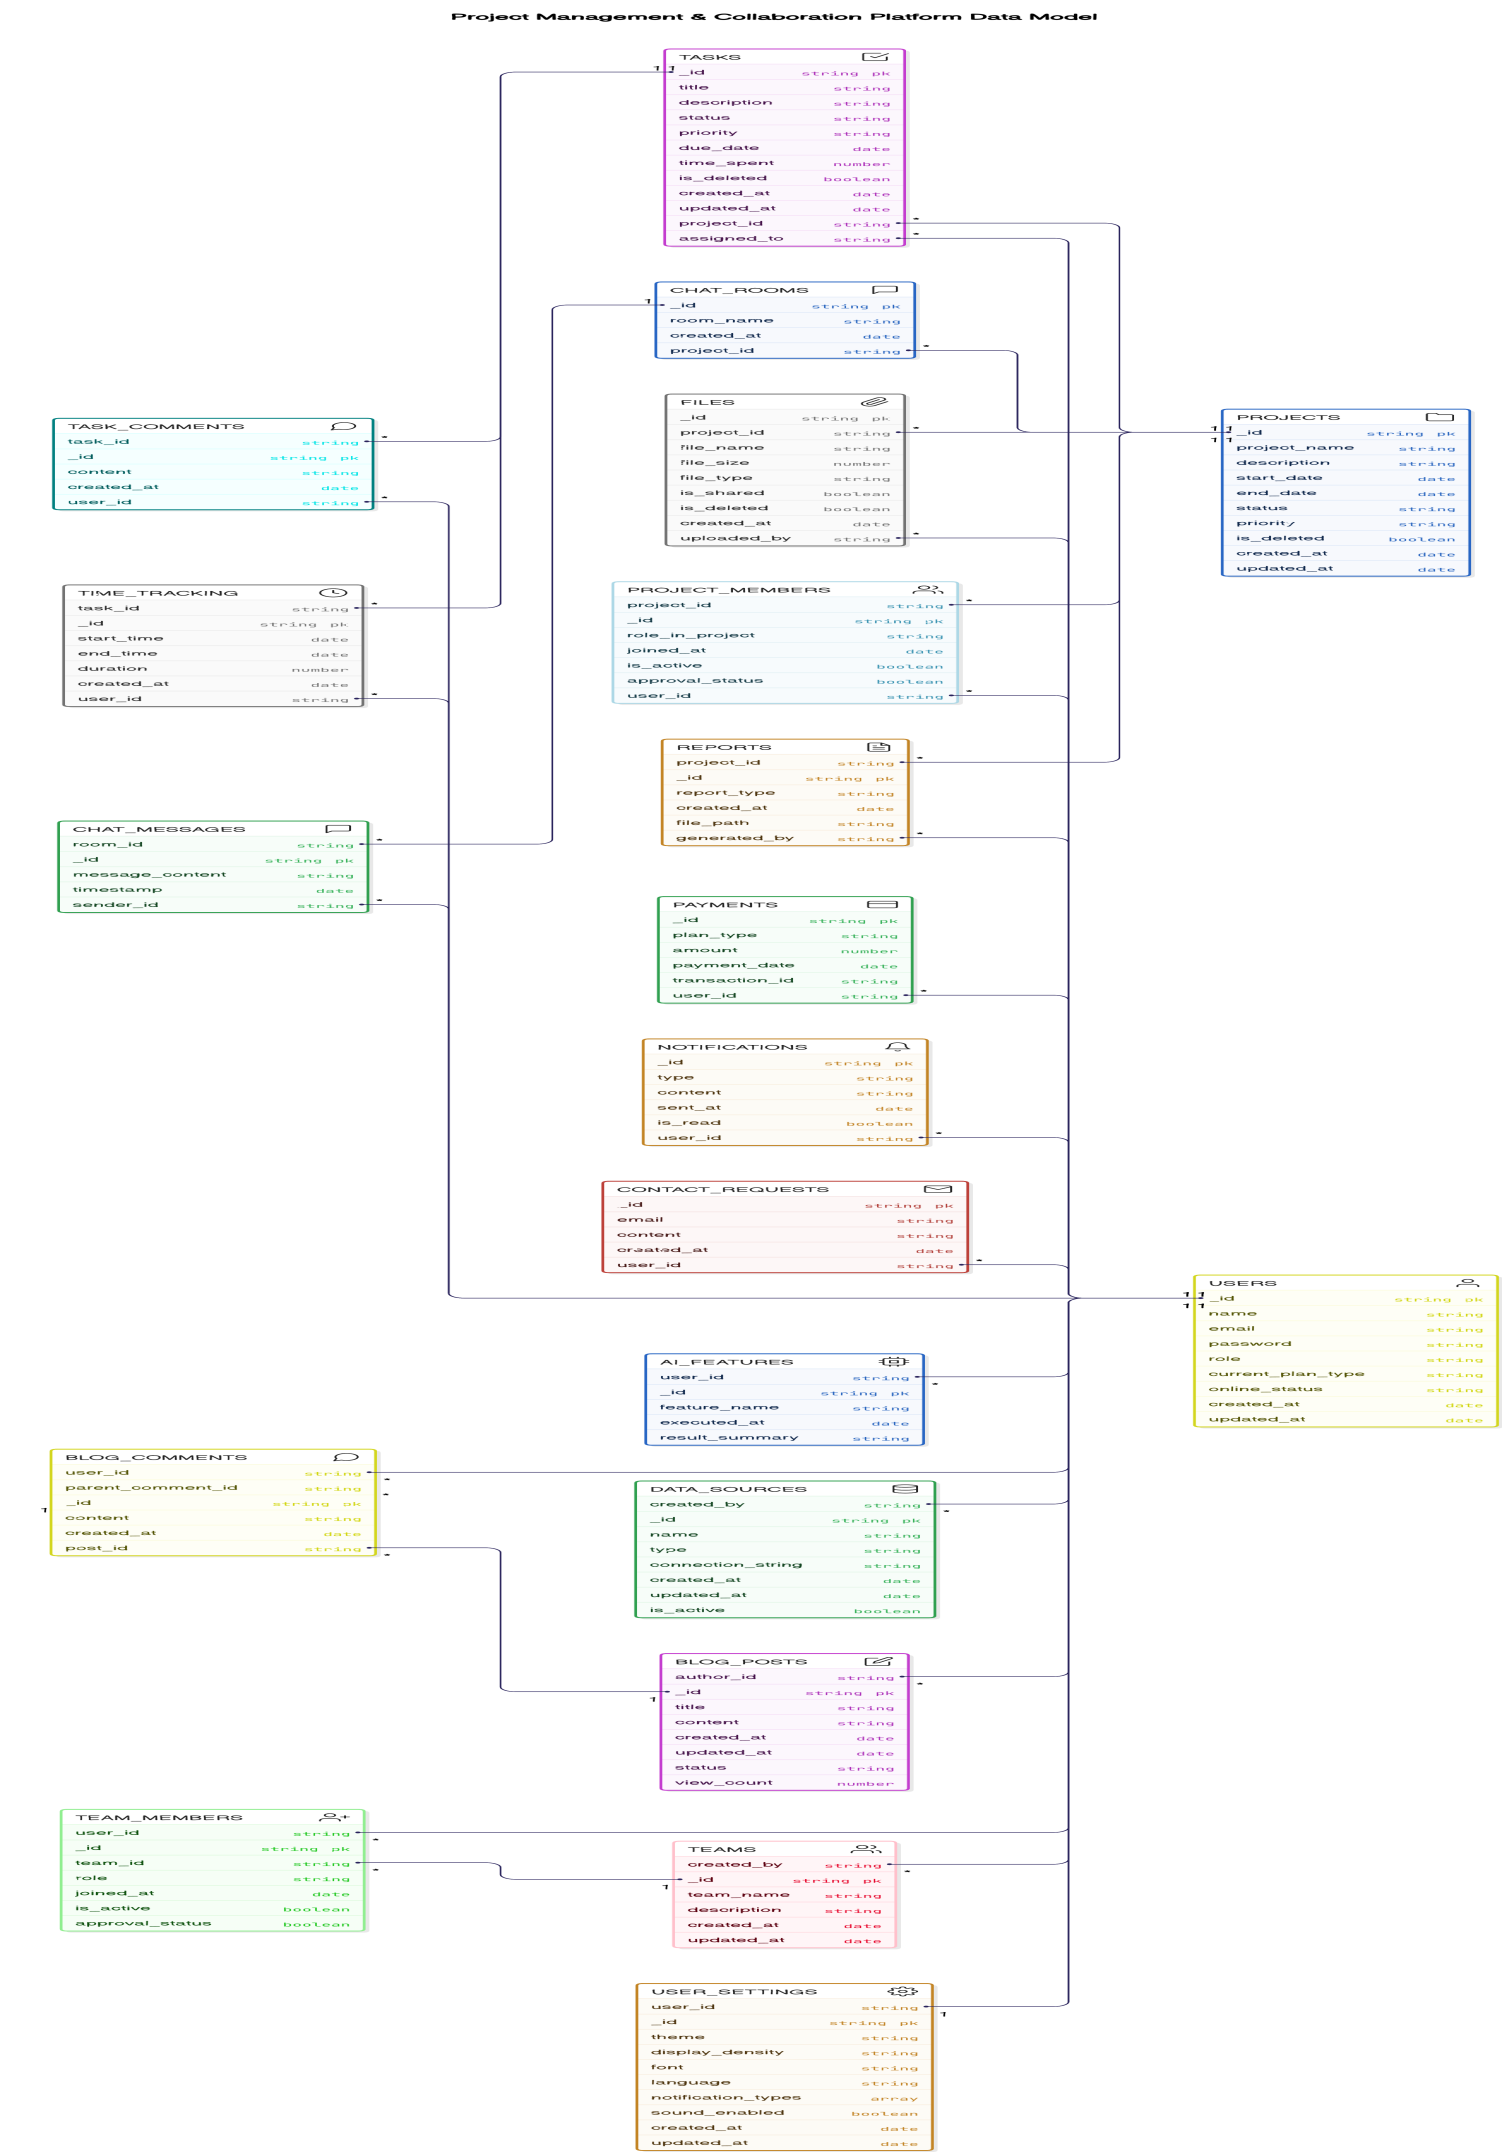 Project Management & Collaboration Platform Data Model
TASKS
_id string pk
title string
description string
status string
priority string
due_date date
time_spent number
is_deleted boolean
created_at date
updated_at date
project_id string
assigned_to string
1 1
*
*
CHAT_ROOMS
_id string pk
room_name string
created_at date
project_id string
1
*
FILES
_id string pk
project_id string
file_name string
file_size number
file_type string
is_shared boolean
is_deleted boolean
created_at date
uploaded_by string
*
*
PROJECTS
_id string pk
project_name string
description string
start_date date
end_date date
status string
priority string
is_deleted boolean
created_at date
updated_at date
1 1
1 1
TASK_COMMENTS
task_id string
_id string pk
content string
created_at date
user_id string
*
*
TIME_TRACKING
task_id string
_id string pk
start_time date
end_time date
duration number
created_at date
user_id string
*
*
PROJECT_MEMBERS
project_id string
_id string pk
role_in_project string
joined_at date
is_active boolean
approval_status boolean
user_id string
*
*
REPORTS
project_id string
_id string pk
report_type string
created_at date
file_path string
generated_by string
*
*
CHAT_MESSAGES
room_id string
_id string pk
message_content string
timestamp date
sender_id string
*
*
PAYMENTS
_id string pk
plan_type string
amount number
payment_date date
transaction_id string
user_id string
*
NOTIFICATIONS
_id string pk
type string
content string
sent_at date
is_read boolean
user_id string
*
CONTACT_REQUESTS
_id string pk
email string
content string
created_at date
user_id string
*
USERS
_id string pk
name string
email string
password string
role string
current_plan_type string
online_status string
created_at date
updated_at date
1 1
1 1
AI_FEATURES
user_id string
_id string pk
feature_name string
executed_at date
result_summary string
*
BLOG_COMMENTS
user_id string
parent_comment_id string
_id string pk
content string
created_at date
post_id string
*
*
1
*
DATA_SOURCES
created_by string
_id string pk
name string
type string
connection_string string
created_at date
updated_at date
is_active boolean
*
BLOG_POSTS
author_id string
_id string pk
title string
content string
created_at date
updated_at date
status string
view_count number
*
1
TEAM_MEMBERS
user_id string
_id string pk
team_id string
role string
joined_at date
is_active boolean
approval_status boolean
*
*
TEAMS
created_by string
_id string pk
team_name string
description string
created_at date
updated_at date
*
1
USER_SETTINGS
user_id string
_id string pk
theme string
display_density string
font string
language string
notification_types array
sound_enabled boolean
created_at date
updated_at date
1